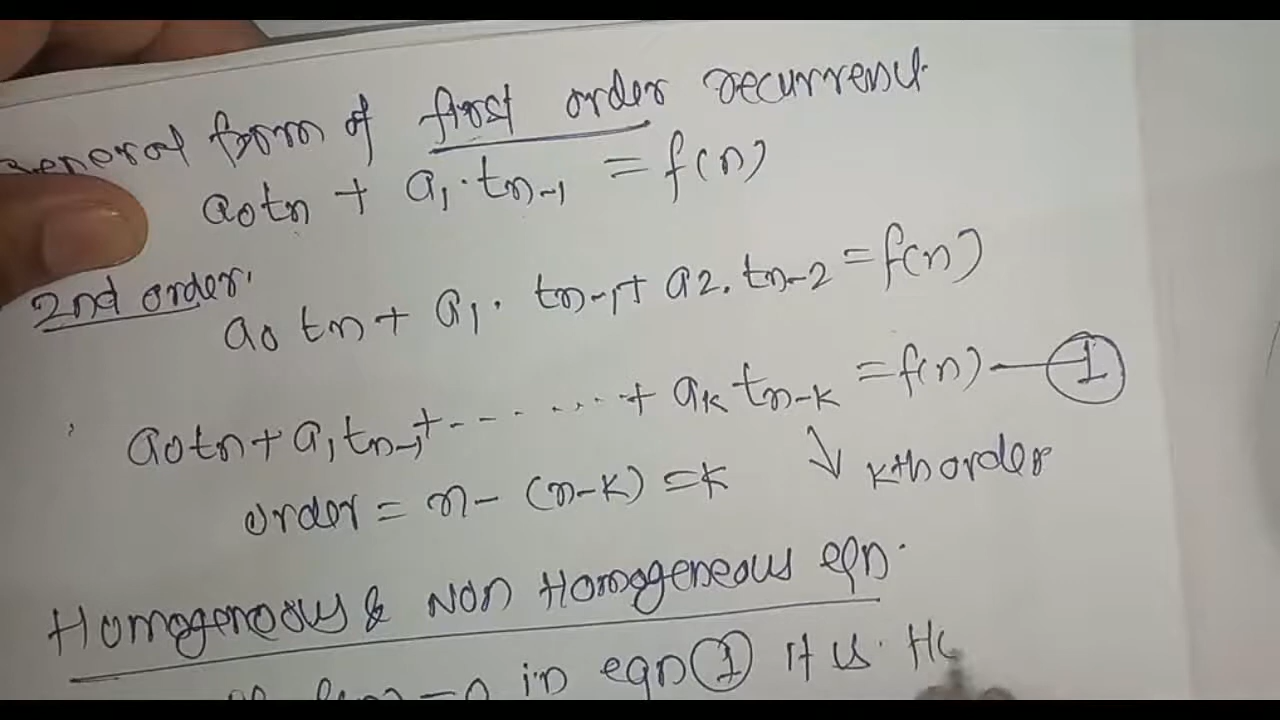 General form of first order recurrence
a₀tₙ + a₁.tₙ₋₁ = f(n)
2nd order.
a₀ tₙ + a₁. tₙ₋₁ + a₂. tₙ₋₂ = f(n)
a₀tₙ + a₁tₙ₋₁ + - - - ...... + aₖ tₙ₋ₖ = f(n) — ①
order = n - (n-k) = k ↓ kth order
Homogeneous & Non Homogeneous eqn.
in eqn ① it is